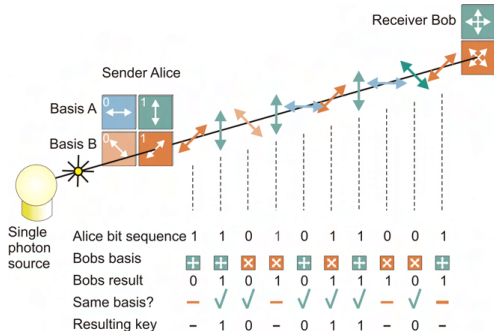 Receiver Bob
Sender Alice
Basis A 0 1
Basis B 0 1
Single
photon
source
Alice bit sequence 1 1 0 1 0 1 1 0 0 1
Bobs basis
Bobs result 0 1 0 1 0 1 1 1 0 1
Same basis? – √ √ – √ √ √ – √ –
Resulting key – 1 0 – 0 1 1 – 0 –